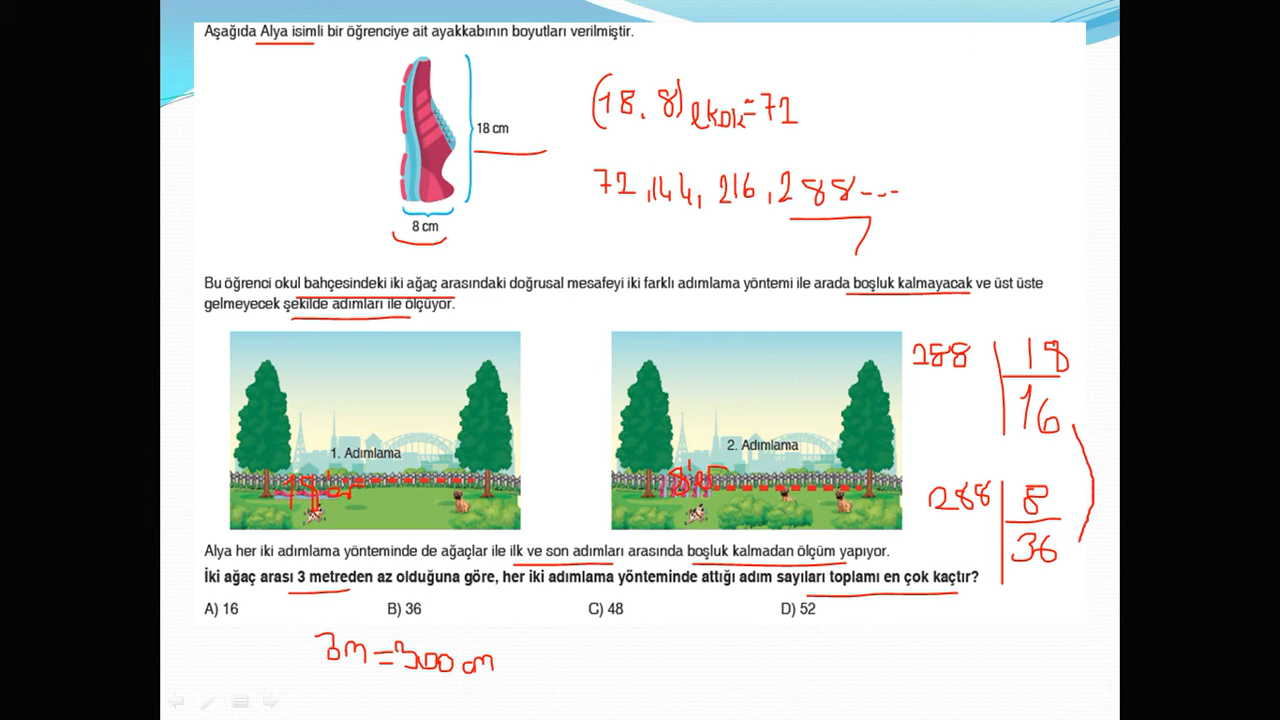 Aşağıda Alya isimli bir öğrenciye ait ayakkabının boyutları verilmiştir.
18 cm
8 cm
(18.8)ekok=72
72,144,216,288---
Bu öğrenci okul bahçesindeki iki ağaç arasındaki doğrusal mesafeyi iki farklı adımlama yöntemi ile arada boşluk kalmayacak ve üst üste
gelmeyecek şekilde adımları ile ölçüyor.
1. Adımlama
18'er
2. Adımlama
8'er
288 18
16
288 8
36
Alya her iki adımlama yönteminde de ağaçlar ile ilk ve son adımları arasında boşluk kalmadan ölçüm yapıyor.
İki ağaç arası 3 metreden az olduğuna göre, her iki adımlama yönteminde attığı adım sayıları toplamı en çok kaçtır?
A) 16 B) 36 C) 48 D) 52
3m=300cm